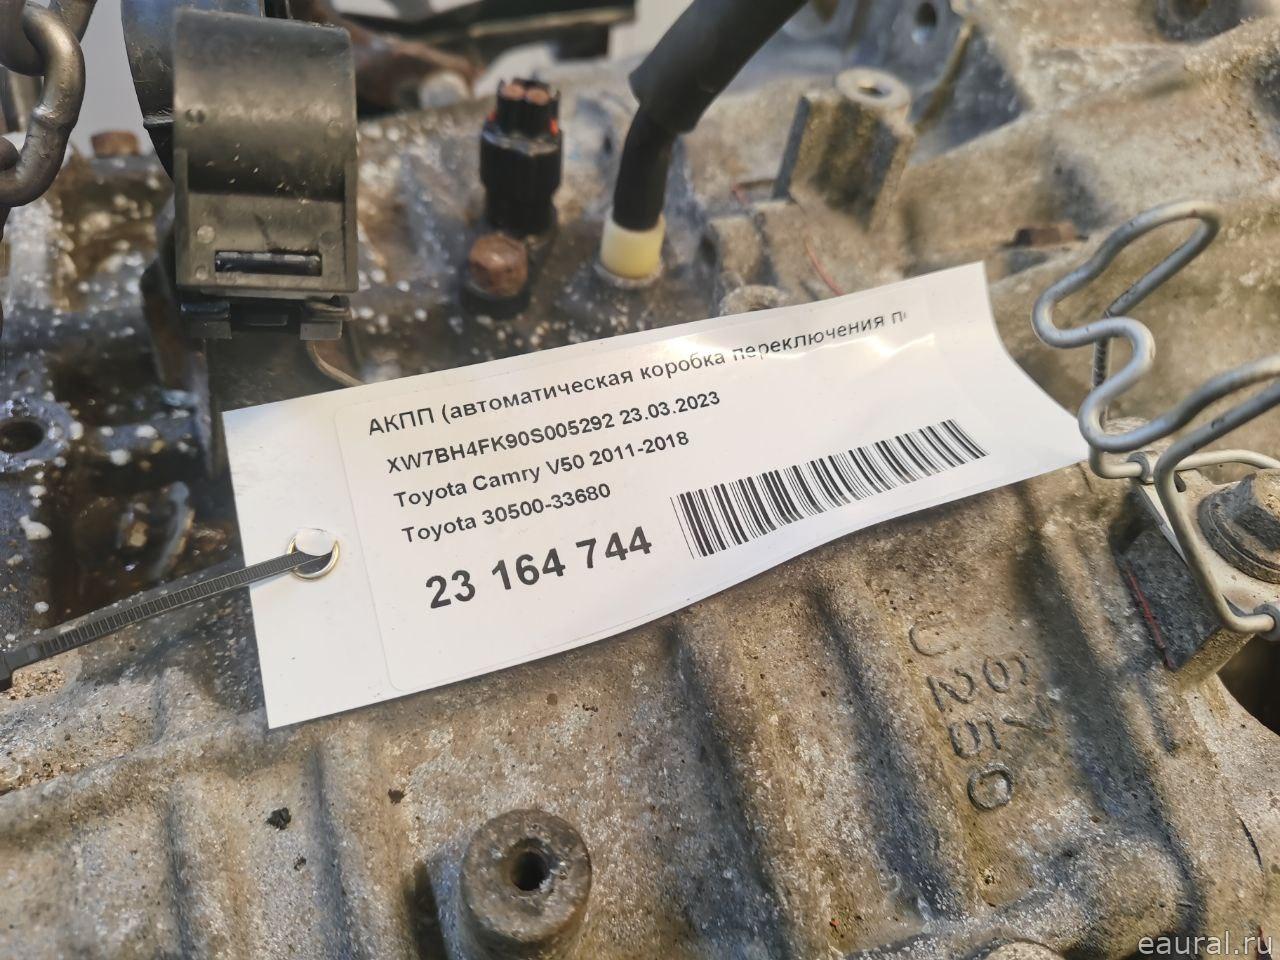 АКПП (автоматическая коробка переключения
XW7BH4FK90S005292 23.03.2023
Toyota Camry V50 2011-2018
Toyota 30500-33680
23 164 744
U250
eaural.ru